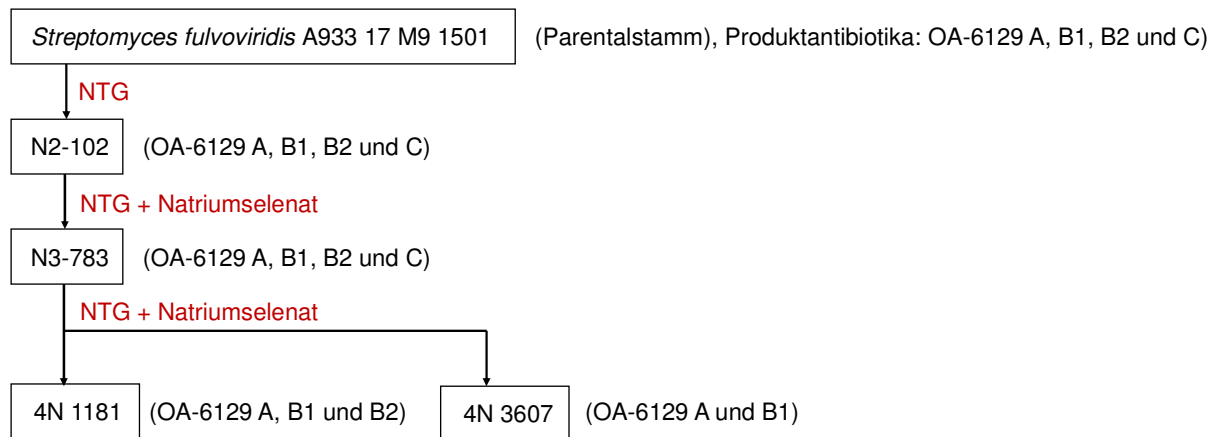 Streptomyces fulvoviridis A933 17 M9 1501 (Parentalstamm), Produktantibiotika: OA-6129 A, B1, B2 und C)
NTG
N2-102 (OA-6129 A, B1, B2 und C)
NTG + Natriumselenat
N3-783 (OA-6129 A, B1, B2 und C)
NTG + Natriumselenat
4N 1181 (OA-6129 A, B1 und B2) 4N 3607 (OA-6129 A und B1)